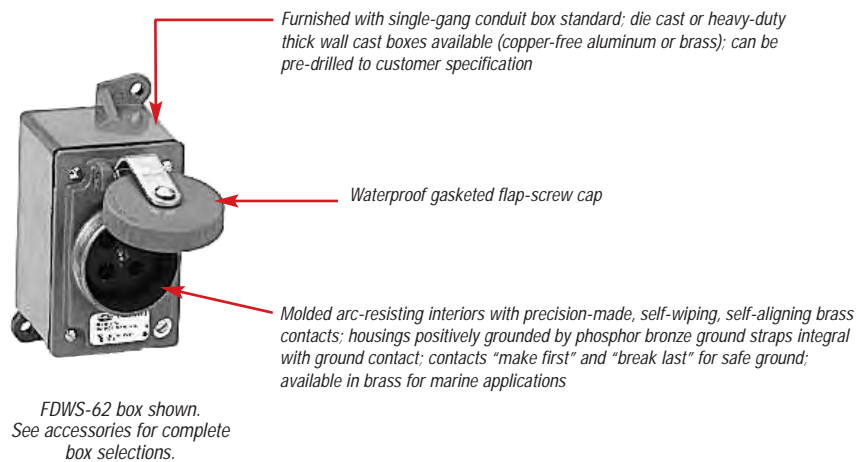 Furnished with single-gang conduit box standard; die cast or heavy-duty
thick wall cast boxes available (copper-free aluminum or brass); can be
pre-drilled to customer specification
Waterproof gasketed flap-screw cap
Molded arc-resisting interiors with precision-made, self-wiping, self-aligning brass
contacts; housings positively grounded by phosphor bronze ground straps integral
with ground contact; contacts “make first” and “break last” for safe ground;
available in brass for marine applications
FDWS-62 box shown.
See accessories for complete
box selections.